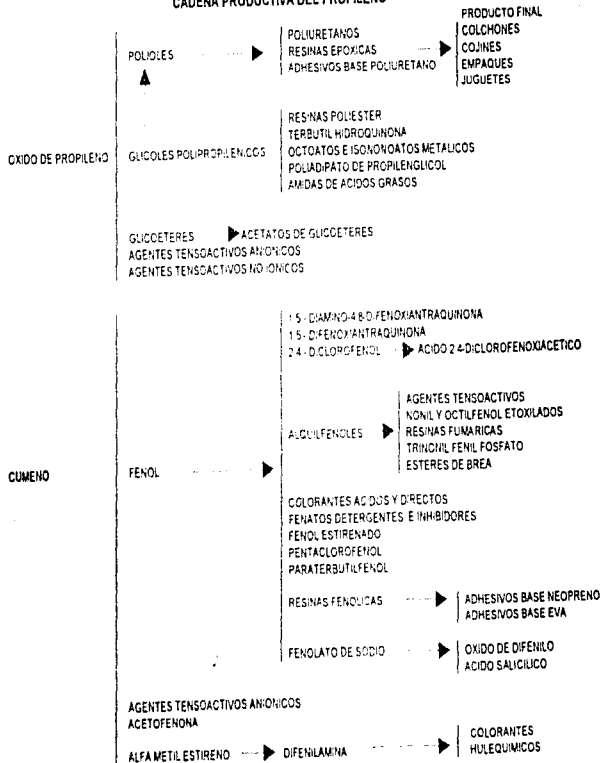 CADENA PRODUCTIVA DEL PROPILENO
PRODUCTO FINAL
COLCHONES
COJINES
EMPAQUES
JUGUETES
POLIURETANOS
RESINAS EPOXICAS
ADHESIVOS BASE POLIURETANO
POLIOLES
OXIDO DE PROPILENO
GLICOLES POLIPROPILENICOS
RESINAS POLIESTER
TERBUTIL HIDROQUINONA
OCTOATOS E ISONONOATOS METALICOS
POLIADIPATO DE PROPILENGLICOL
AMIDAS DE ACIDOS GRASOS
GLICOETERES
ACETATOS DE GLICOETERES
AGENTES TENSOACTIVOS ANIONICOS
AGENTES TENSOACTIVOS NO IONICOS
1 5 - DIAMINO-4 8-DIFENOXIANTRAQUINONA
1 5 - DIFENOXIANTRAQUINONA
2 4 - DICLOROFENOL
ACIDO 2 4-DICLOROFENOXIACETICO
ALQUILFENOLES
AGENTES TENSOACTIVOS
NONIL Y OCTILFENOL ETOXILADOS
RESINAS FUMARICAS
TRINONIL FENIL FOSFATO
ESTERES DE BREA
CUMENO
FENOL
COLORANTES ACIDOS Y DIRECTOS
FENATOS DETERGENTES E INHIBIDORES
FENOL ESTIRENADO
PENTACLOROFENOL
PARATERBUTILFENOL
RESINAS FENOLICAS
ADHESIVOS BASE NEOPRENO
ADHESIVOS BASE EVA
FENOLATO DE SODIO
OXIDO DE DIFENILO
ACIDO SALICILICO
AGENTES TENSOACTIVOS ANIONICOS
ACETOFENONA
ALFA METIL ESTIRENO
DIFENILAMINA
COLORANTES
HULEQUIMICOS